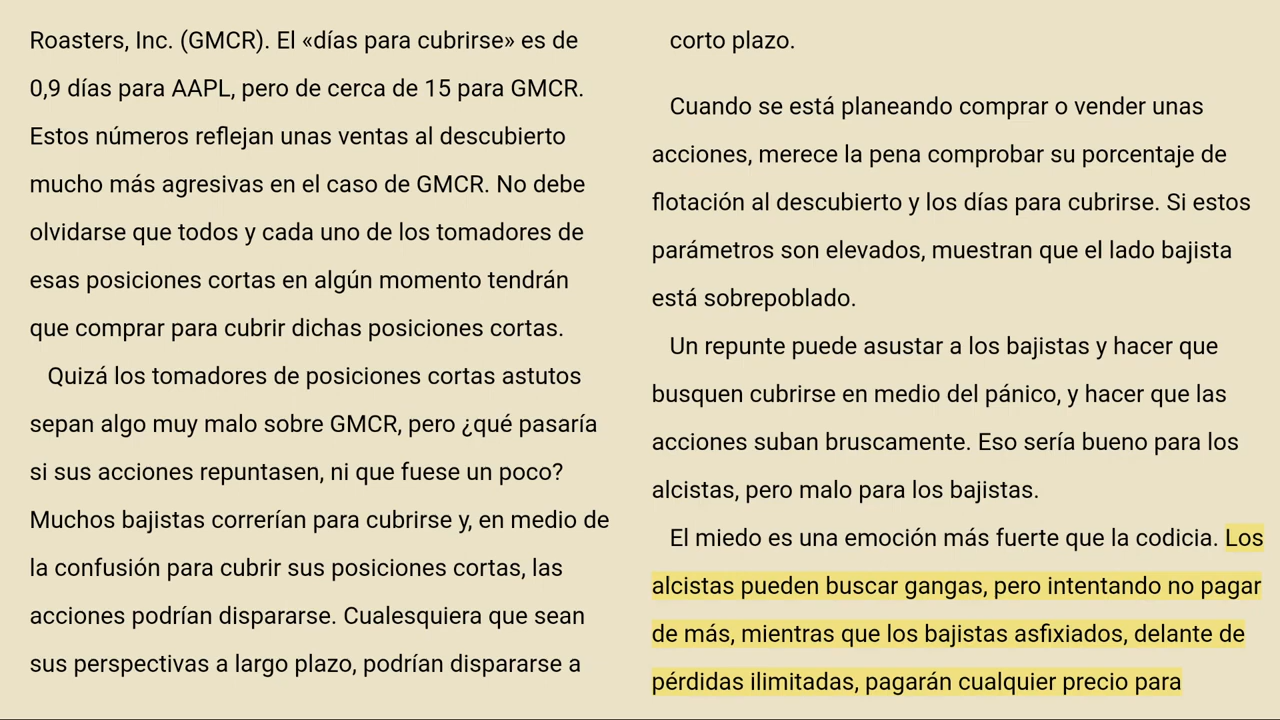 Roasters, Inc. (GMCR). El «días para cubrirse» es de
0,9 días para AAPL, pero de cerca de 15 para GMCR.
Estos números reflejan unas ventas al descubierto
mucho más agresivas en el caso de GMCR. No debe
olvidarse que todos y cada uno de los tomadores de
esas posiciones cortas en algún momento tendrán
que comprar para cubrir dichas posiciones cortas.
Quizá los tomadores de posiciones cortas astutos
sepan algo muy malo sobre GMCR, pero ¿qué pasaría
si sus acciones repuntasen, ni que fuese un poco?
Muchos bajistas correrían para cubrirse y, en medio de
la confusión para cubrir sus posiciones cortas, las
acciones podrían dispararse. Cualesquiera que sean
sus perspectivas a largo plazo, podrían dispararse a
corto plazo.
Cuando se está planeando comprar o vender unas
acciones, merece la pena comprobar su porcentaje de
flotación al descubierto y los días para cubrirse. Si estos
parámetros son elevados, muestran que el lado bajista
está sobrepoblado.
Un repunte puede asustar a los bajistas y hacer que
busquen cubrirse en medio del pánico, y hacer que las
acciones suban bruscamente. Eso sería bueno para los
alcistas, pero malo para los bajistas.
El miedo es una emoción más fuerte que la codicia. Los
alcistas pueden buscar gangas, pero intentando no pagar
de más, mientras que los bajistas asfixiados, delante de
pérdidas ilimitadas, pagarán cualquier precio para